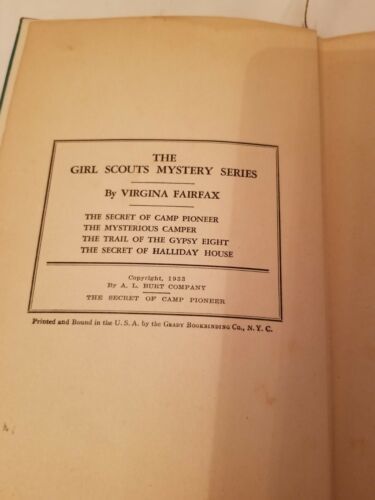 THE
GIRL SCOUTS MYSTERY SERIES
By VIRGINA FAIRFAX
THE SECRET OF CAMP PIONEER
THE MYSTERIOUS CAMPER
THE TRAIL OF THE GYPSY EIGHT
THE SECRET OF HALLIDAY HOUSE
Copyright, 1933
By A. L. BURT COMPANY
THE SECRET OF CAMP PIONEER
Printed and Bound in the U. S. A. by the GRADY BOOKBINDING CO., N. Y. C.